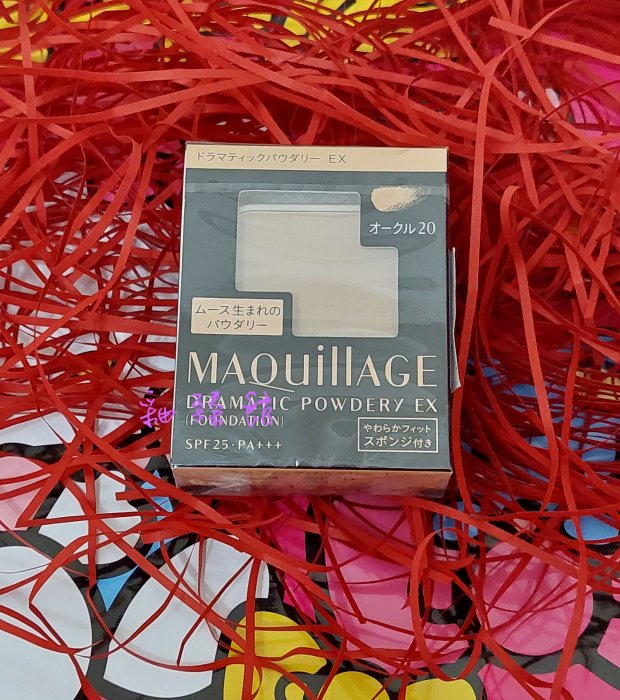 ドラマティックパウダリー EX
オークル20
ムース生まれの
パウダリー
MAQuillAGE
DRAMATIC POWDERY EX
(FOUNDATION)
SPF25・PA+++
やわらかフィット
スポンジ付き